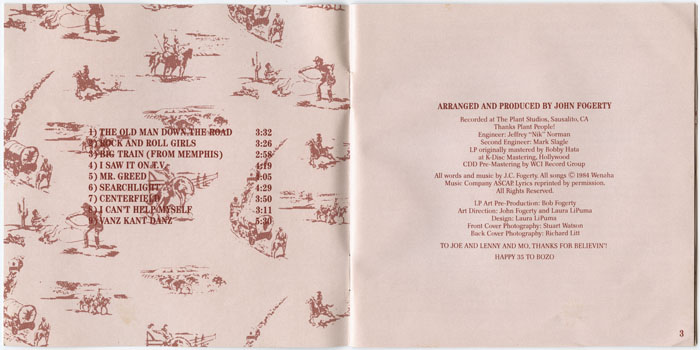 1) THE OLD MAN DOWN THE ROAD 3:32
2) ROCK AND ROLL GIRLS 3:26
3) BIG TRAIN (FROM MEMPHIS) 2:58
4) I SAW IT ON T.V. 4:19
5) MR. GREED 4:05
6) SEARCHLIGHT 4:29
7) CENTERFIELD 3:50
8) I CAN'T HELP MYSELF 3:11
9) VANZ KANT DANZ 5:30
ARRANGED AND PRODUCED BY JOHN FOGERTY
Recorded at The Plant Studios, Sausalito, CA
Thanks Plant People!
Engineer: Jeffrey "Nik" Norman
Second Engineer: Mark Slagle
LP originally mastered by Bobby Hata
at K-Disc Mastering, Hollywood
CDD Pre-Mastering by WCI Record Group
All words and music by J.C. Fogerty. All songs © 1984 Wenaha
Music Company ASCAP. Lyrics reprinted by permission.
All Rights Reserved.
LP Art Pre-Production: Bob Fogerty
Art Direction: John Fogerty and Laura LiPuma
Design: Laura LiPuma
Front Cover Photography: Stuart Watson
Back Cover Photography: Richard Litt
TO JOE AND LENNY AND MO, THANKS FOR BELIEVIN'!
HAPPY 35 TO BOZO
3